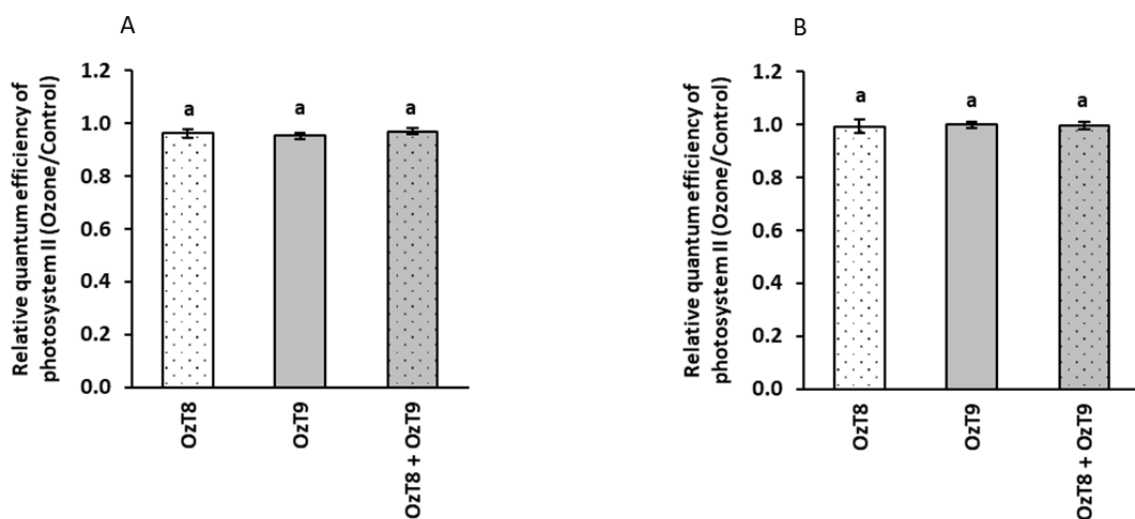 A
Relative quantum efficiency of
photosystem II (Ozone/Control)
1.2
1.0
0.8
0.6
0.4
0.2
0.0
a
a
a
OzT8
OzT9
OzT8 + OzT9
B
Relative quantum efficiency of
photosystem II (Ozone/Control)
1.2
1.0
0.8
0.6
0.4
0.2
0.0
a
a
a
OzT8
OzT9
OzT8 + OzT9